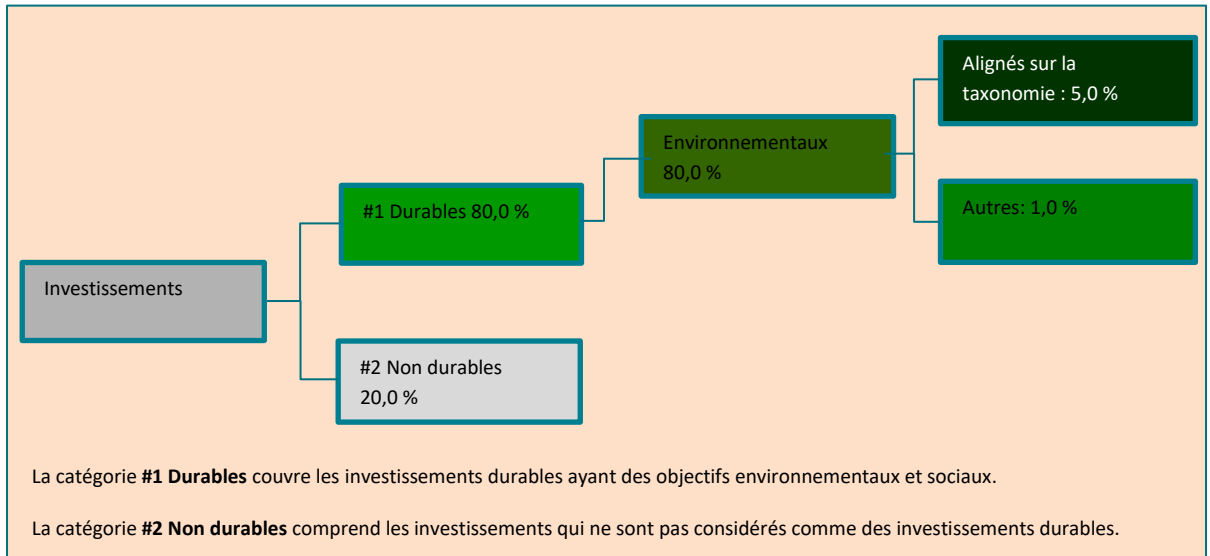 Alignés sur la
taxonomie : 5,0 %
Environnementaux
80,0 %
#1 Durables 80,0 %
Autres: 1,0 %
Investissements
#2 Non durables
20,0 %
La catégorie #1 Durables couvre les investissements durables ayant des objectifs environnementaux et sociaux.
La catégorie #2 Non durables comprend les investissements qui ne sont pas considérés comme des investissements durables.